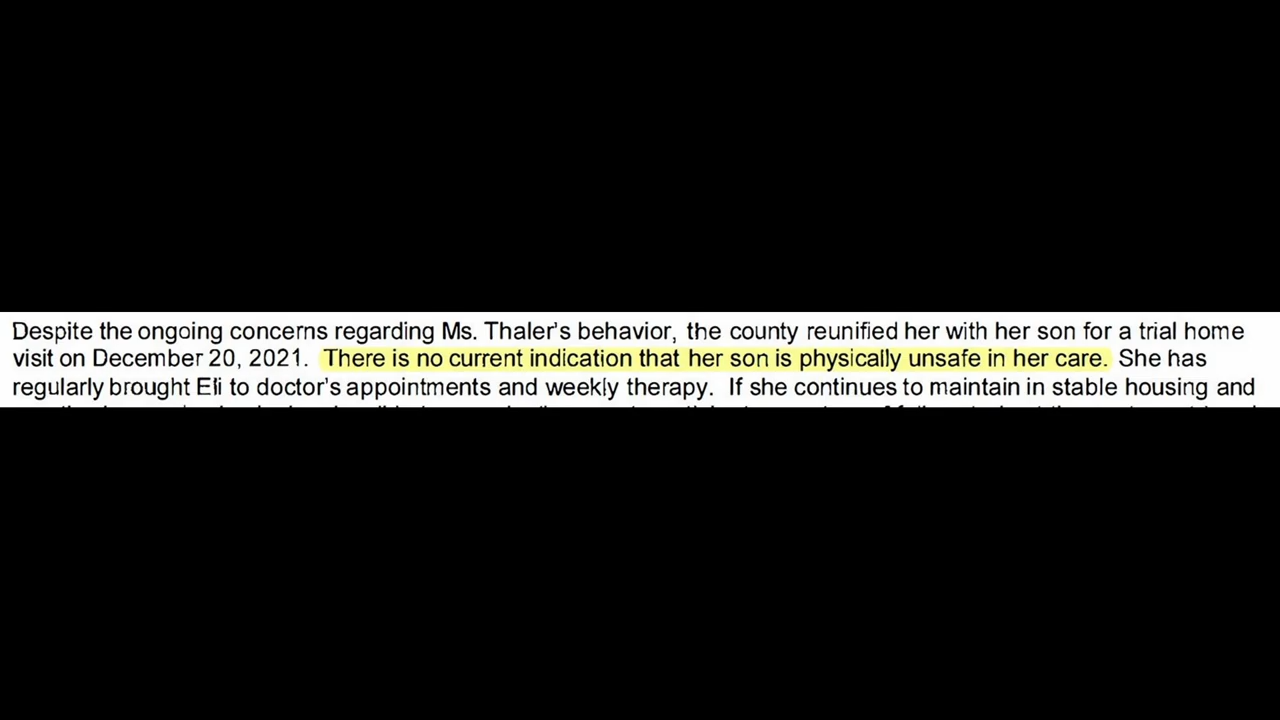 Despite the ongoing concerns regarding Ms. Thaler's behavior, the county reunified her with her son for a trial home
visit on December 20, 2021. There is no current indication that her son is physically unsafe in her care. She has
regularly brought Eli to doctor's appointments and weekly therapy. If she continues to maintain in stable housing and